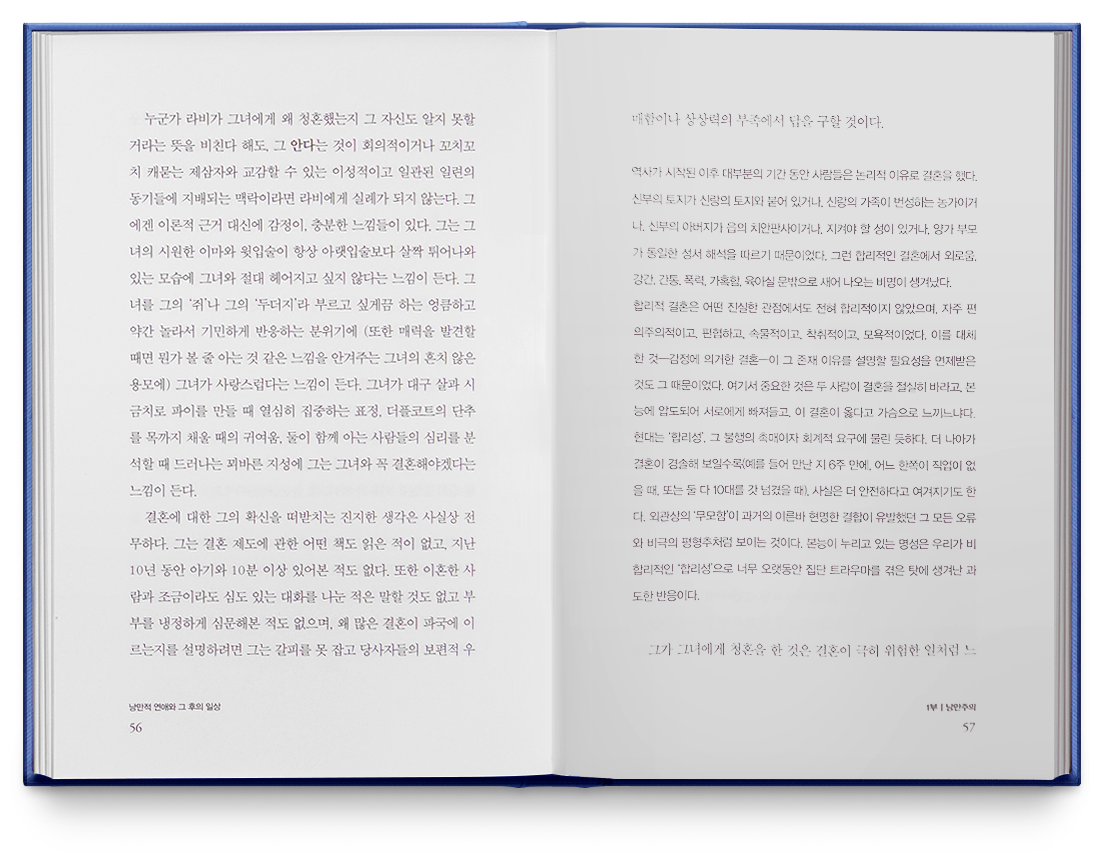 누군가 라비가 그녀에게 왜 청혼했는지 그 자신도 알지 못할
거라는 뜻을 비친다 해도, 그 안다는 것이 회의적이거나 꼬치꼬
치 캐묻는 제삼자와 교감할 수 있는 이성적이고 일관된 일련의
동기들에 지배되는 맥락이라면 라비에게 실례가 되지 않는다. 그
에겐 이론적 근거 대신에 감정이, 충분한 느낌들이 있다. 그는 그
녀의 시원한 이마와 윗입술이 항상 아랫입술보다 살짝 튀어나와
있는 모습에 그녀와 절대 헤어지고 싶지 않다는 느낌이 든다. 그
녀를 그의 ‘쥐’나 그의 ‘두더지’라 부르고 싶게끔 하는 엉큼하고
약간 놀라서 기민하게 반응하는 분위기에 (또한 매력을 발견할
때면 뭔가 볼 줄 아는 것 같은 느낌을 안겨주는 그녀의 흔치 않은
용모에) 그녀가 사랑스럽다는 느낌이 든다. 그녀가 대구 살과 시
금치로 파이를 만들 때 열심히 집중하는 표정, 더플코트의 단추
를 목까지 채울 때의 귀여움, 둘이 함께 아는 사람들의 심리를 분
석할 때 드러나는 꾀바른 지성에 그는 그녀와 꼭 결혼해야겠다는
느낌이 든다.
결혼에 대한 그의 확신을 떠받치는 진지한 생각은 사실상 전
무하다. 그는 결혼 제도에 관한 어떤 책도 읽은 적이 없고, 지난
10년 동안 아기와 10분 이상 있어본 적도 없다. 또한 이혼한 사
람과 조금이라도 심도 있는 대화를 나눈 적은 말할 것도 없고 부
부를 냉정하게 심문해본 적도 없으며, 왜 많은 결혼이 파국에 이
르는지를 설명하려면 그는 갈피를 못 잡고 당사자들의 보편적 우
낭만적 연애와 그 후의 일상
56
매함이나 상상력의 부족에서 답을 구할 것이다.
역사가 시작된 이후 대부분의 기간 동안 사람들은 논리적 이유로 결혼을 했다.
신부의 토지가 신랑의 토지와 붙어 있거나, 신랑의 가족이 번성하는 농가이거
나, 신부의 아버지가 읍의 치안판사이거나, 지켜야 할 성이 있거나, 양가 부모
가 동일한 성서 해석을 따르기 때문이었다. 그런 합리적인 결혼에서 외로움,
강간, 간통, 폭력, 가혹함, 육아실 문밖으로 새어 나오는 비명이 생겨났다.
합리적 결혼은 어떤 진실한 관점에서도 전혀 합리적이지 않았으며, 자주 편
의주의적이고, 편협하고, 속물적이고, 착취적이고, 모욕적이었다. 이를 대체
한 것—감정에 의거한 결혼—이 그 존재 이유를 설명할 필요성을 면제받은
것도 그 때문이었다. 여기서 중요한 것은 두 사람이 결혼을 절실히 바라고, 본
능에 압도되어 서로에게 빠져들고, 이 결혼이 옳다고 가슴으로 느끼느냐다.
현대는 ‘합리성’, 그 불행의 촉매이자 회계적 요구에 물린 듯하다. 더 나아가
결혼이 경솔해 보일수록(예를 들어 만난 지 6주 만에, 어느 한쪽이 직업이 없
을 때, 또는 둘 다 10대를 갓 넘겼을 때), 사실은 더 안전하다고 여겨지기도 한
다. 외관상의 ‘무모함’이 과거의 이른바 현명한 결합이 유발했던 그 모든 오류
와 비극의 평형추처럼 보이는 것이다. 본능이 누리고 있는 명성은 우리가 비
합리적인 ‘합리성’으로 너무 오랫동안 집단 트라우마를 겪은 탓에 생겨난 과
도한 반응이다.
그가 그녀에게 청혼을 한 것은 결혼이 극히 위험한 일처럼 느
1부 | 낭만주의
57